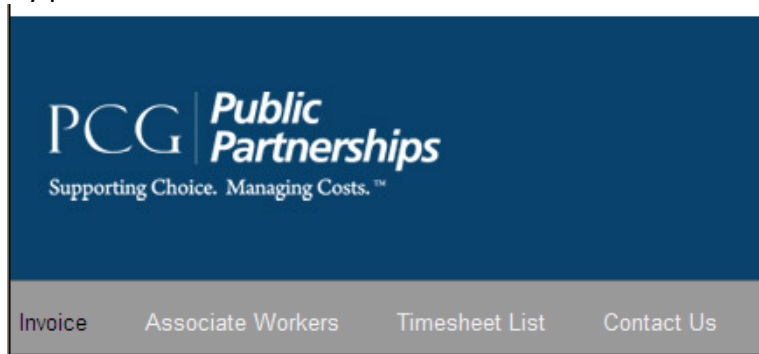 PCG Public Partnerships
Supporting Choice. Managing Costs.™
Invoice Associate Workers Timesheet List Contact Us